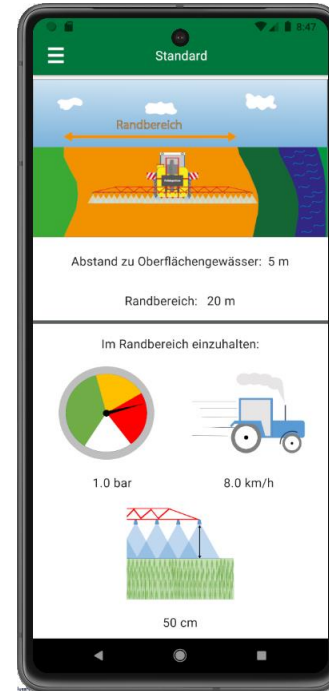 8:47
Standard
Randbereich
Abstand zu Oberflächengewässer: 5 m
Randbereich: 20 m
Im Randbereich einzuhalten:
1.0 bar
8.0 km/h
50 cm